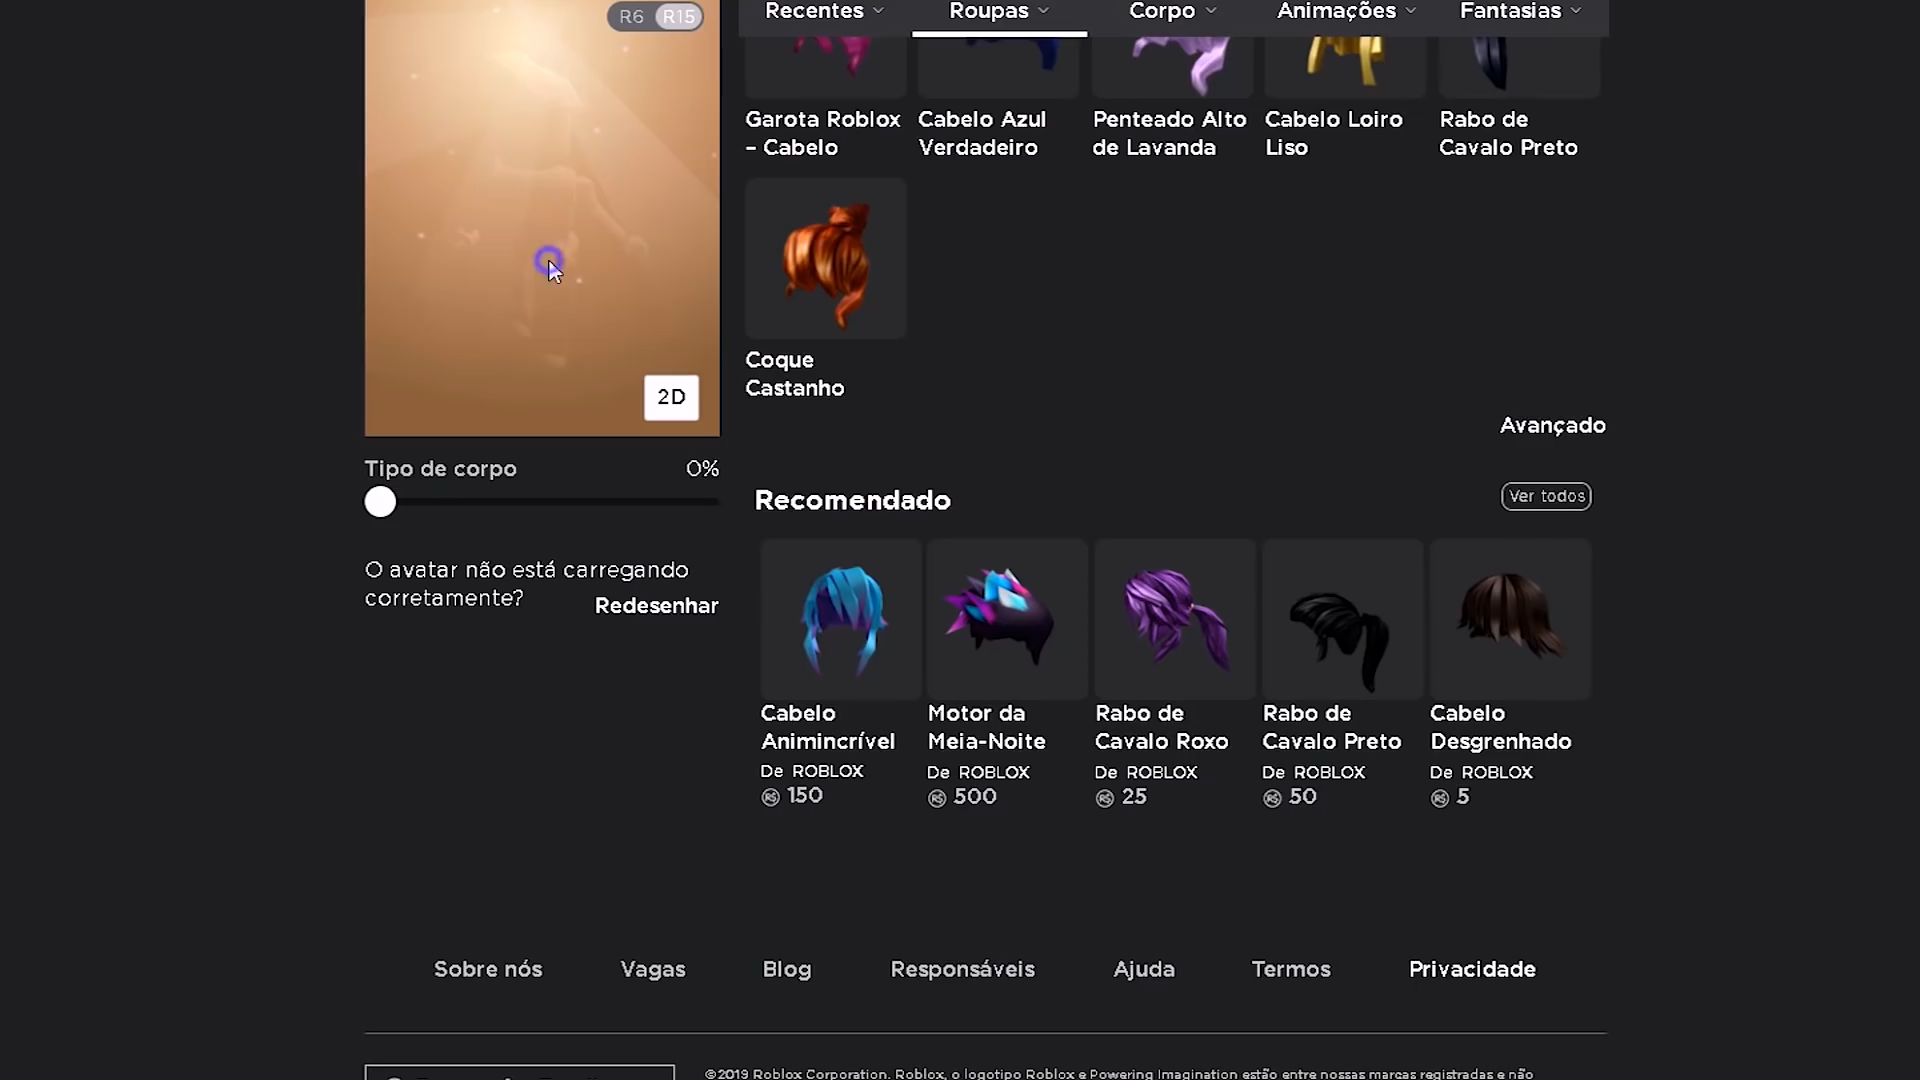 R6 R15
Recentes
Roupas
Corpo
Animações
Fantasias
Garota Roblox
– Cabelo
Cabelo Azul
Verdadeiro
Penteado Alto
de Lavanda
Cabelo Loiro
Liso
Rabo de
Cavalo Preto
Coque
Castanho
2D
Avançado
Tipo de corpo 0%
O avatar não está carregando
corretamente?
Redesenhar
Recomendado
Ver todos
Cabelo
Animincrível
De ROBLOX
150
Motor da
Meia-Noite
De ROBLOX
500
Rabo de
Cavalo Roxo
De ROBLOX
25
Rabo de
Cavalo Preto
De ROBLOX
50
Cabelo
Desgrenhado
De ROBLOX
5
Sobre nós
Vagas
Blog
Responsáveis
Ajuda
Termos
Privacidade
©2019 Roblox Corporation. Roblox, o logotipo Roblox e Powering Imagination estão entre nossas marcas registradas e não